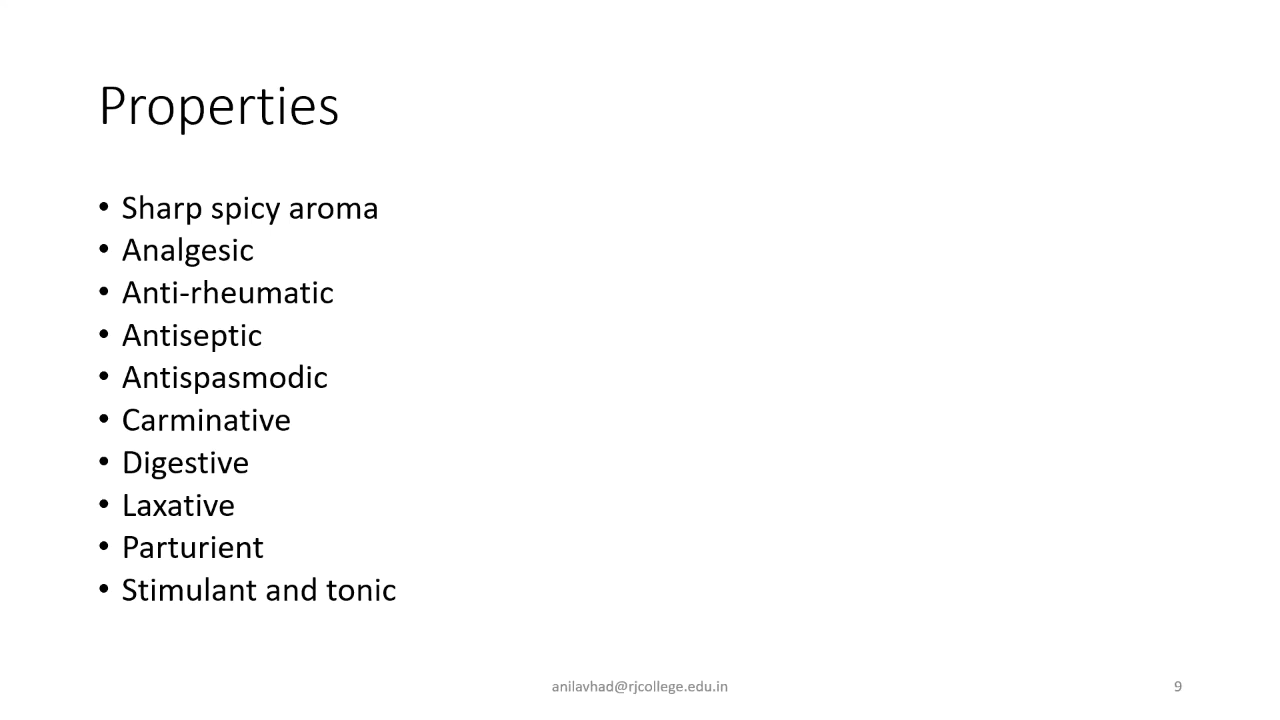 Properties
• Sharp spicy aroma
• Analgesic
• Anti-rheumatic
• Antiseptic
• Antispasmodic
• Carminative
• Digestive
• Laxative
• Parturient
• Stimulant and tonic
anilavhad@rjcollege.edu.in 9